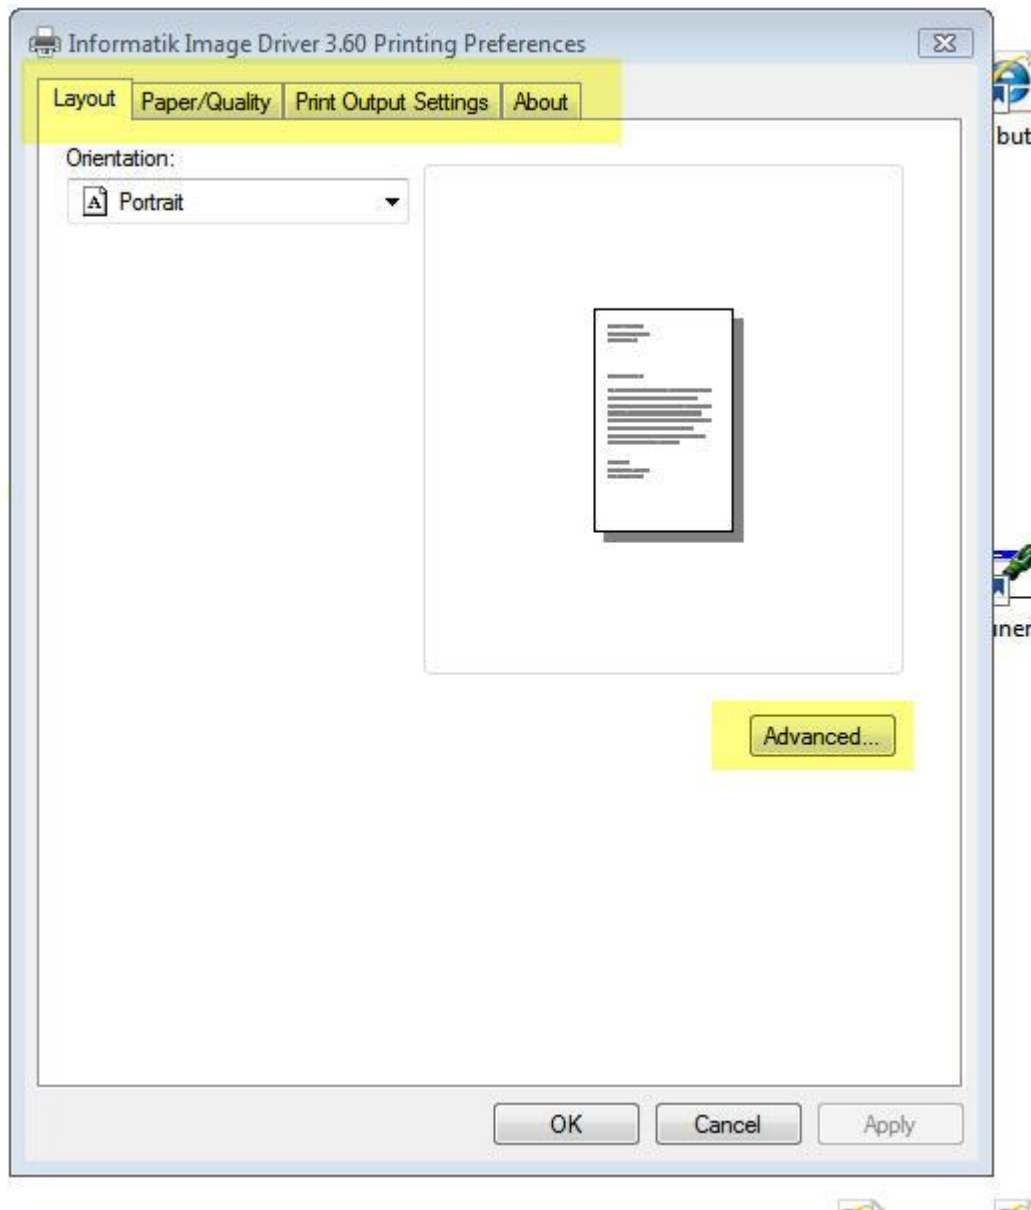 Informatik Image Driver 3.60 Printing Preferences
Layout Paper/Quality Print Output Settings About
but
Orientation:
A Portrait
uner
Advanced...
OK Cancel Apply